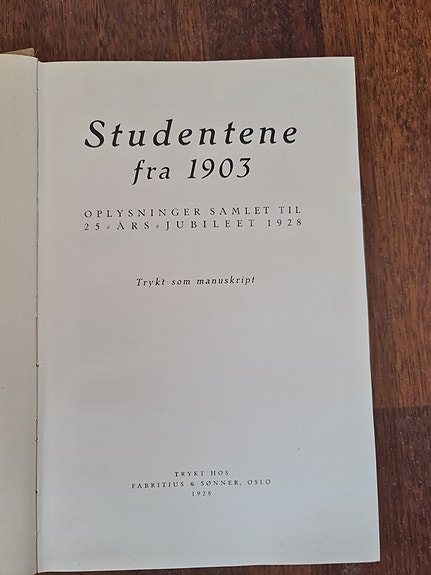 Studentene
fra 1903
OPLYSNINGER SAMLET TIL
25-ÅRS-JUBILEET 1928
Trykt som manuskript
TRYKT HOS
FABRITIUS & SØNNER, OSLO
1928